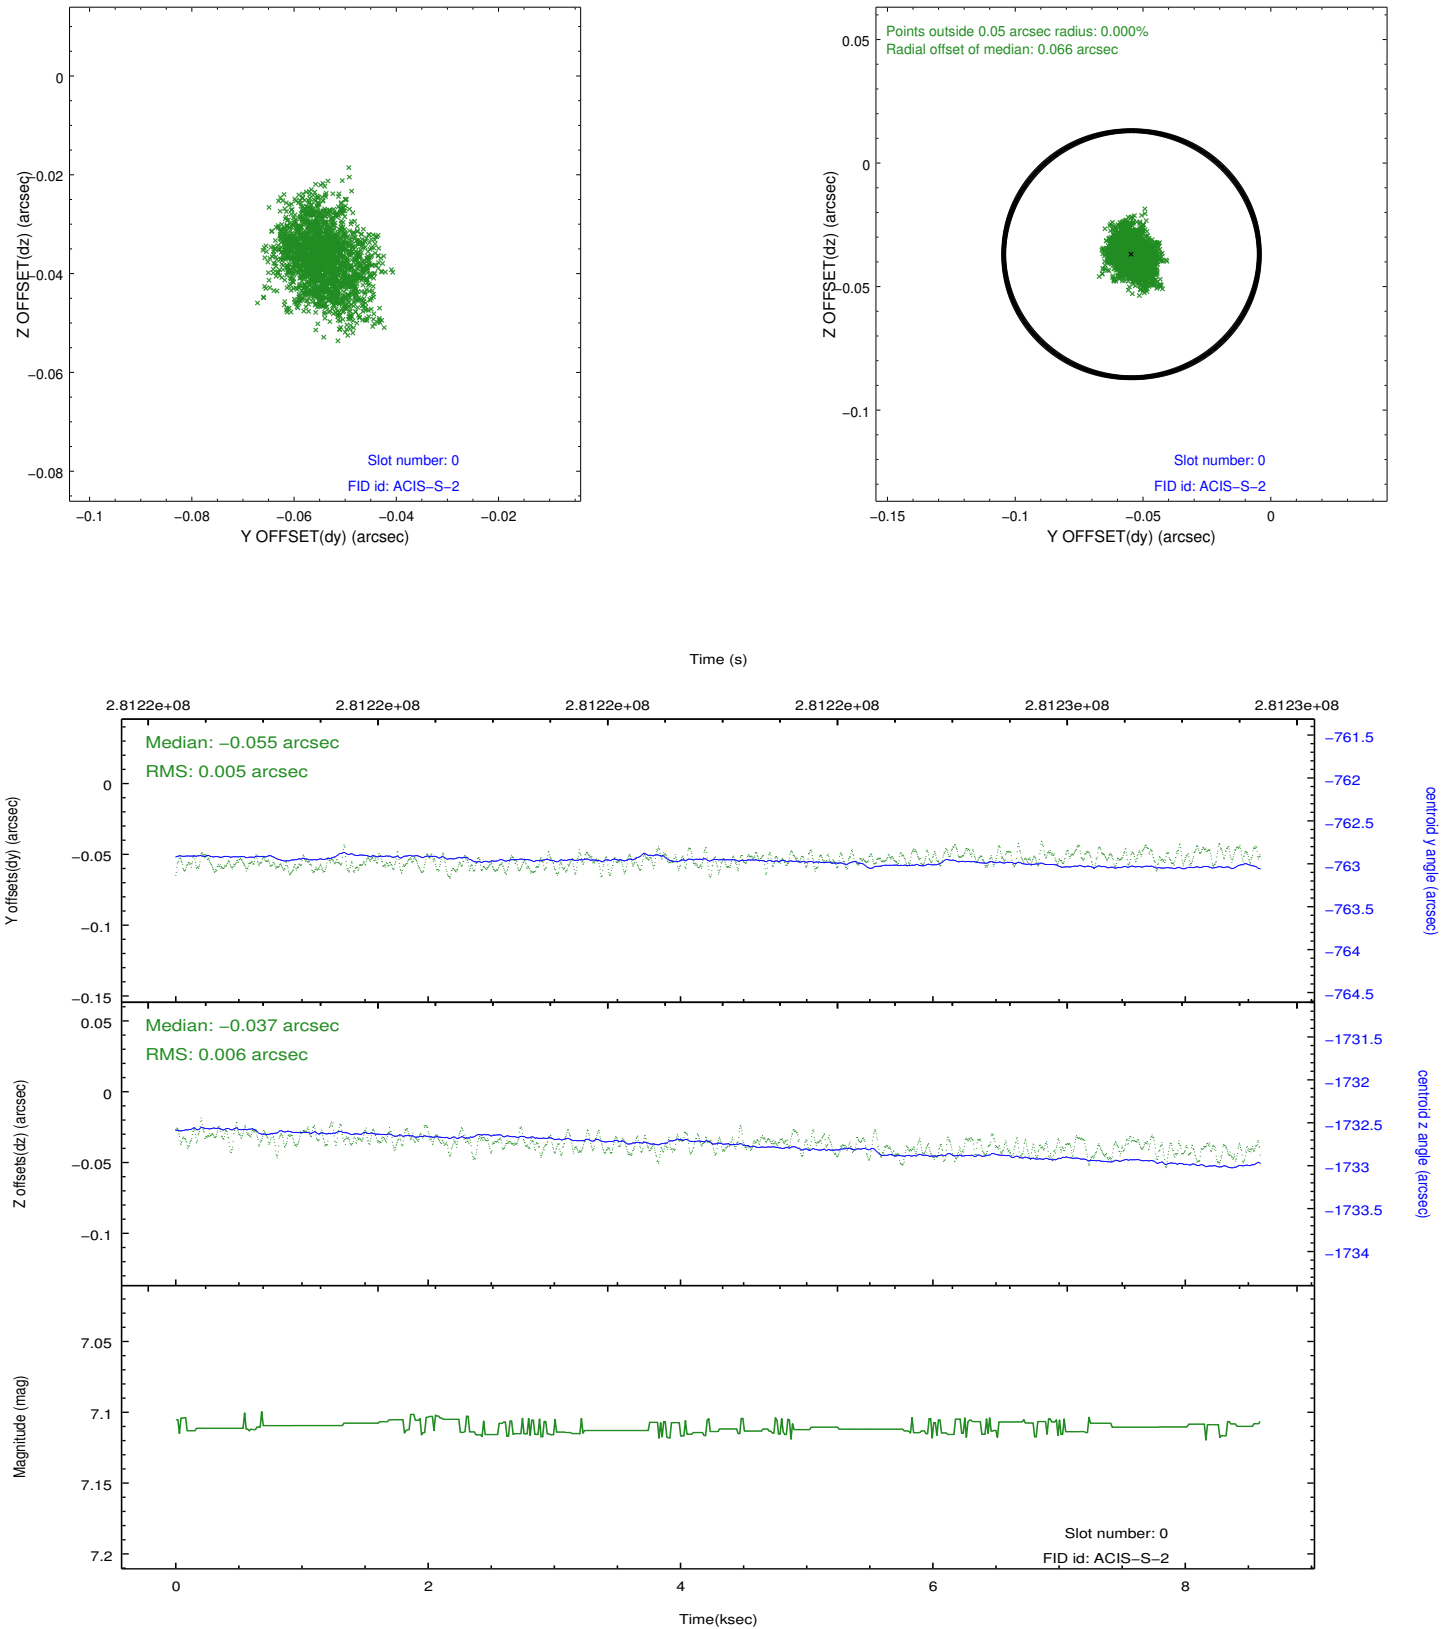 0
−0.02
−0.04
−0.06
−0.08
Z OFFSET(dz) (arcsec)
Slot number: 0
FID id: ACIS−S−2
−0.1
−0.08
−0.06
−0.04
−0.02
Y OFFSET(dy) (arcsec)
Points outside 0.05 arcsec radius: 0.000%
Radial offset of median: 0.066 arcsec
0.05
0
−0.05
−0.1
Z OFFSET(dz) (arcsec)
Slot number: 0
FID id: ACIS−S−2
−0.15
−0.1
−0.05
0
Y OFFSET(dy) (arcsec)
Time (s)
2.8122e+08
2.8122e+08
2.8122e+08
2.8122e+08
2.8123e+08
2.8123e+08
Median: −0.055 arcsec
RMS: 0.005 arcsec
0
−0.05
−0.1
−0.15
Y offsets(dy) (arcsec)
−761.5
−762
−762.5
−763
−763.5
−764
−764.5
centroid y angle (arcsec)
Median: −0.037 arcsec
RMS: 0.006 arcsec
0.05
0
−0.05
−0.1
Z offsets(dz) (arcsec)
−1731.5
−1732
−1732.5
−1733
−1733.5
−1734
centroid z angle (arcsec)
7.05
7.1
7.15
7.2
Magnitude (mag)
Slot number: 0
FID id: ACIS−S−2
0
2
4
6
8
Time(ksec)